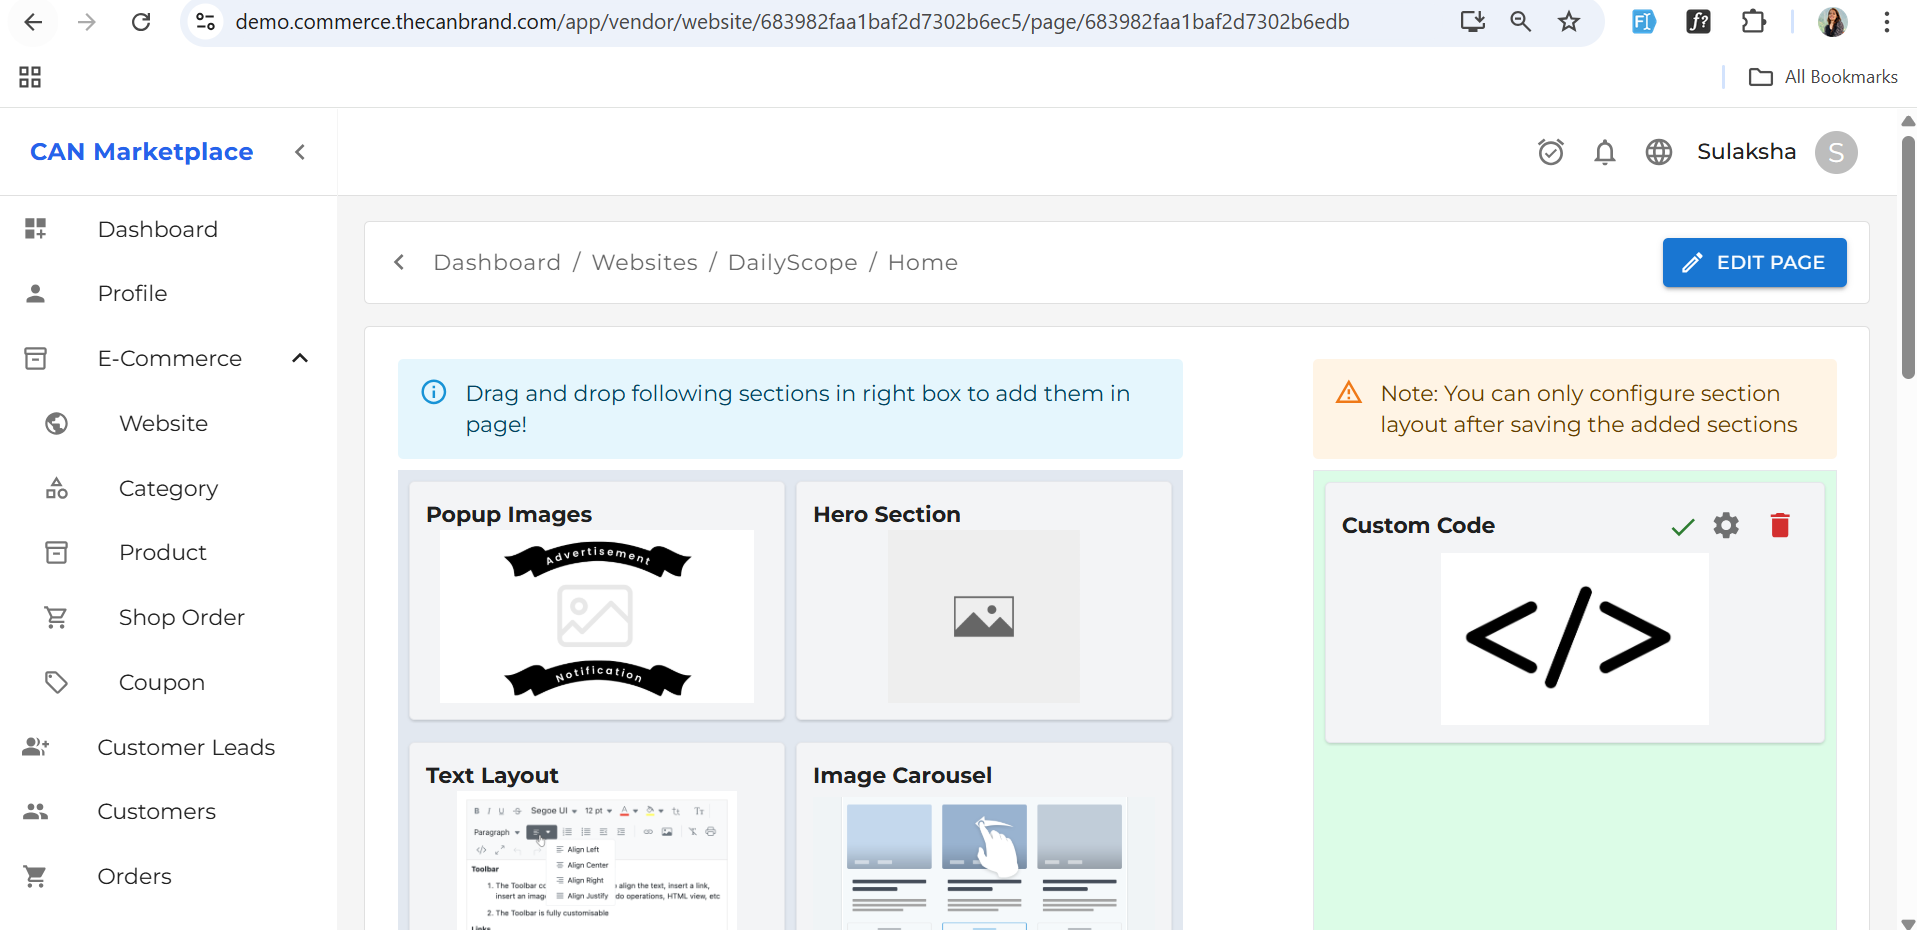 demo.commerce.thecanbrand.com/app/vendor/website/683982faa1baf2d7302b6ec5/page/683982faa1baf2d7302b6edb
All Bookmarks
CAN Marketplace
Sulaksha
S
Dashboard
Profile
E-Commerce
Website
Category
Product
Shop Order
Coupon
Customer Leads
Customers
Orders
Dashboard / Websites / DailyScope / Home
EDIT PAGE
Drag and drop following sections in right box to add them in
page!
Note: You can only configure section
layout after saving the added sections
Popup Images
Advertisement
Notification
Hero Section
Custom Code
</>
Text Layout
B I U S Segoe UI 12 pt A
Paragraph
Align Left
Align Center
Align Right
Align Justify
Toolbar
1. The Toolbar co align the text, insert a link,
insert an imag do operations, HTML view, etc
2. The Toolbar is fully customisable
Links
Image Carousel